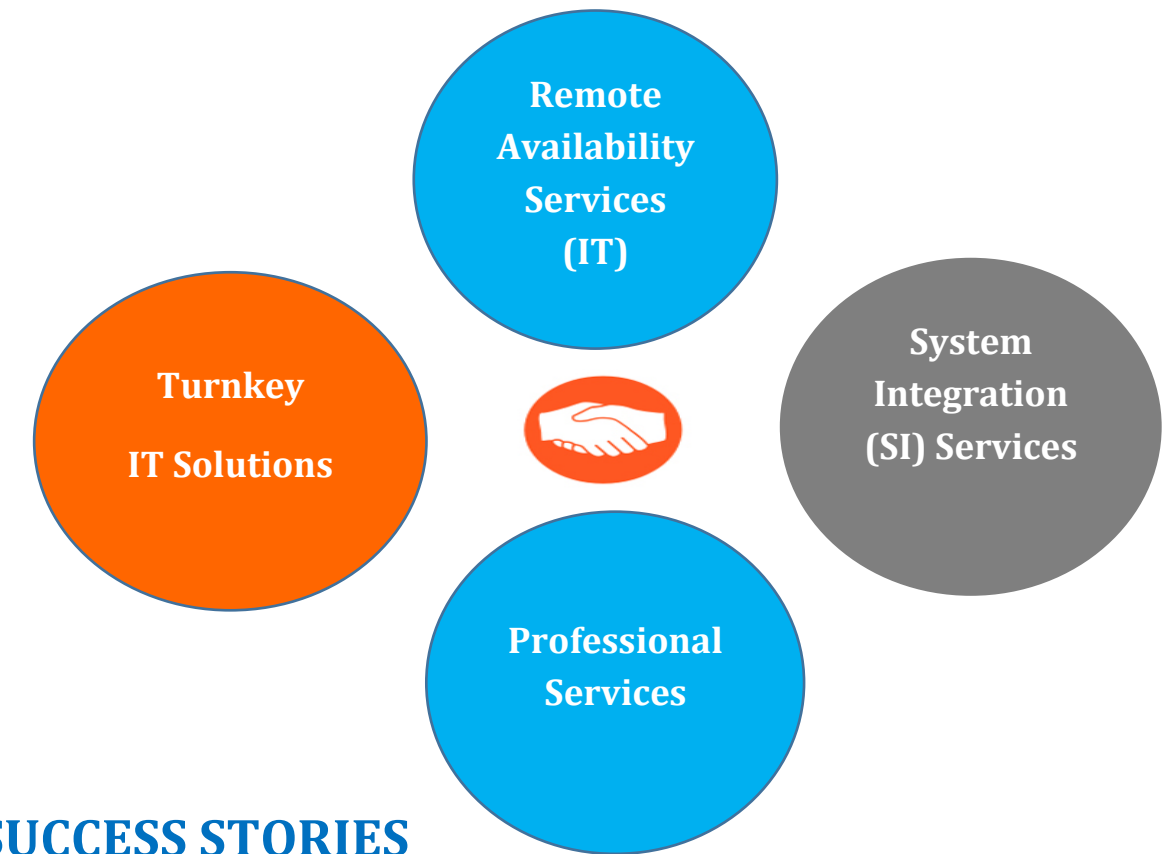 Remote
Availability
Services
(IT)
Turnkey
IT Solutions
System
Integration
(SI) Services
Professional
Services
SUCCESS STORIES